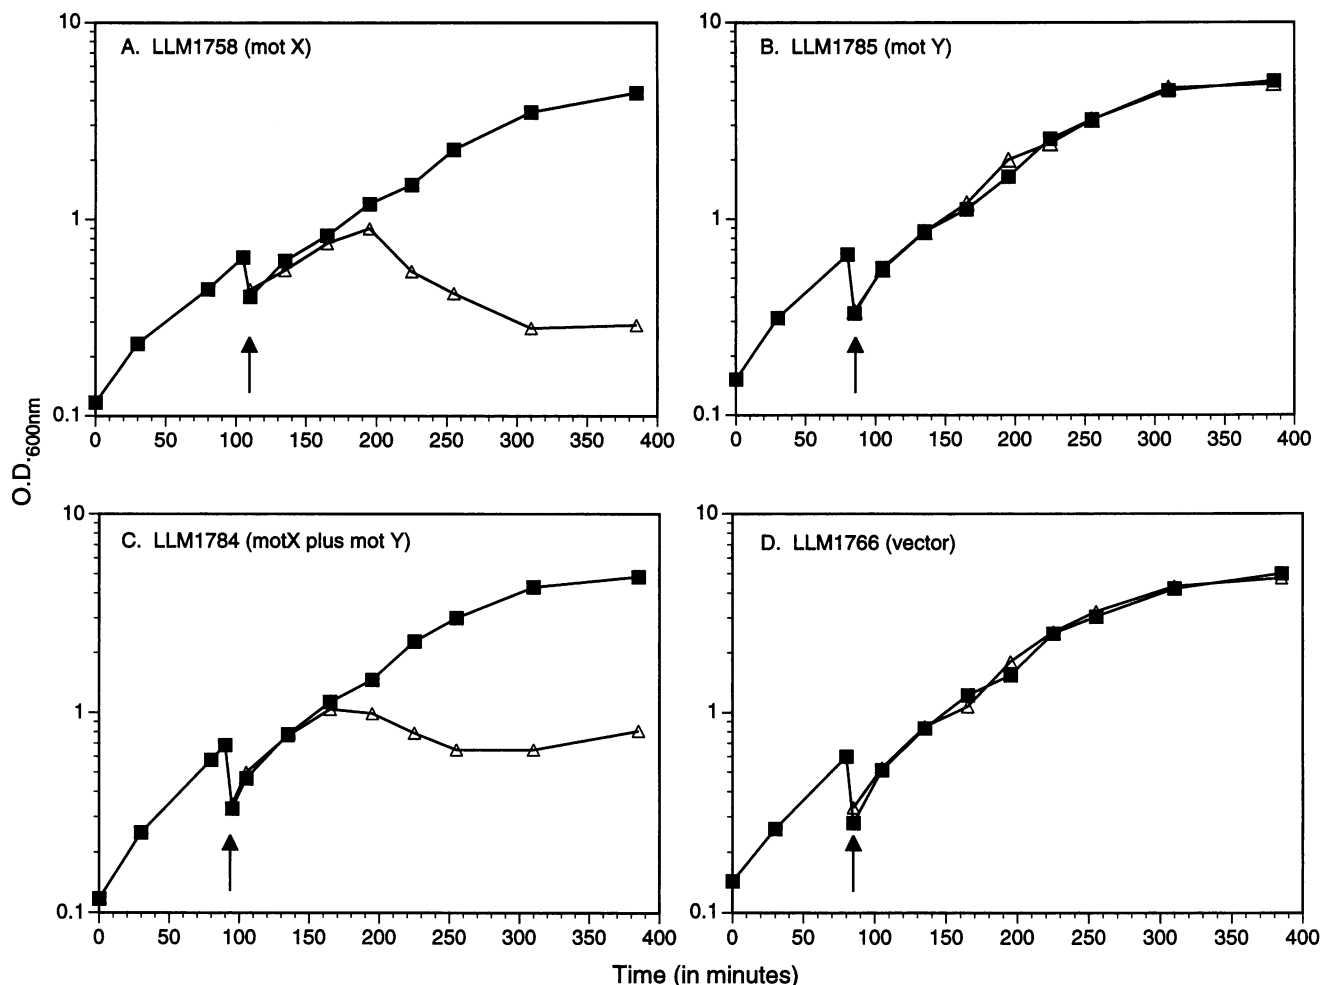 10
A. LLM1758 (mot X)
1
0.1
0 50 100 150 200 250 300 350 400
10
B. LLM1785 (mot Y)
1
0.1
0 50 100 150 200 250 300 350 400
O.D.600nm
10
C. LLM1784 (motX plus mot Y)
1
0.1
0 50 100 150 200 250 300 350 400
10
D. LLM1766 (vector)
1
0.1
0 50 100 150 200 250 300 350 400
Time (in minutes)